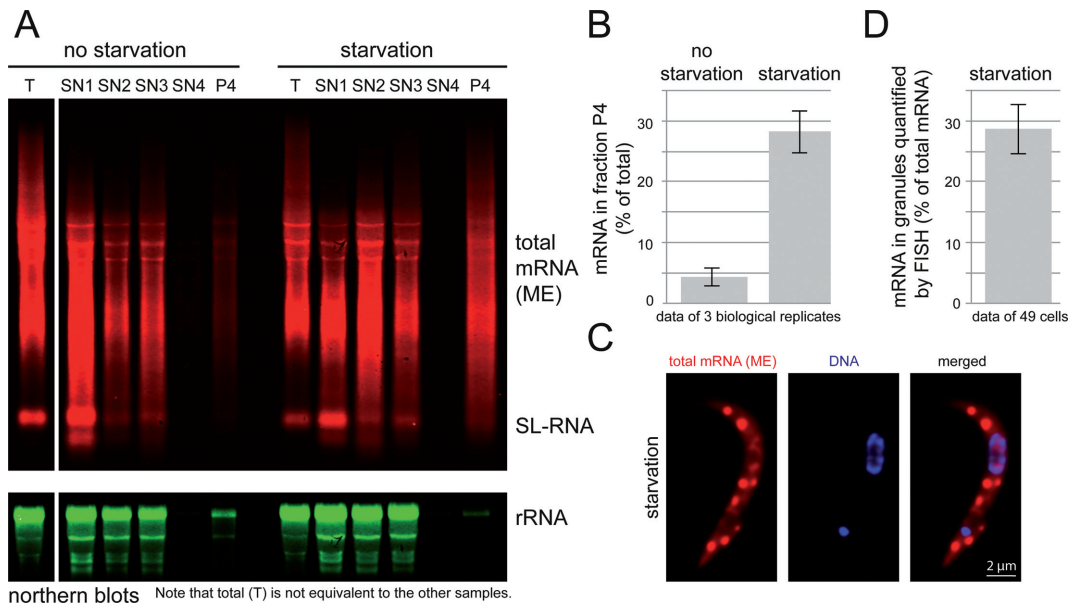 A
no starvation
starvation
T SN1 SN2 SN3 SN4 P4
T SN1 SN2 SN3 SN4 P4
total
mRNA
(ME)
SL-RNA
rRNA
northern blots
Note that total (T) is not equivalent to the other samples.
B
no
starvation
starvation
mRNA in fraction P4
(% of total)
30
20
10
0
data of 3 biological replicates
D
starvation
mRNA in granules quantified
by FISH (% of total mRNA)
30
20
10
0
data of 49 cells
C
total mRNA (ME)
DNA
merged
starvation
2 µm